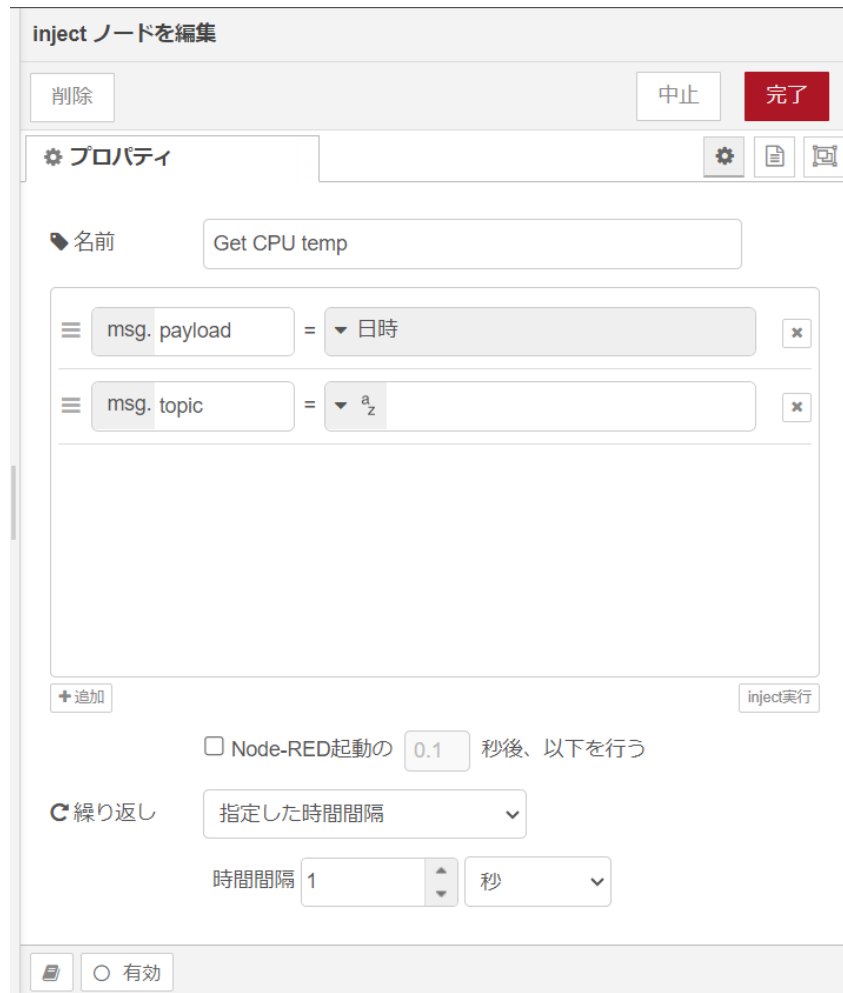 inject ノードを編集
削除 中止 完了
プロパティ
名前 Get CPU temp
msg. payload = 日時
msg. topic = a z
追加 inject実行
Node-RED起動の 0.1 秒後、以下を行う
繰り返し 指定した時間間隔
時間間隔 1 秒
有効